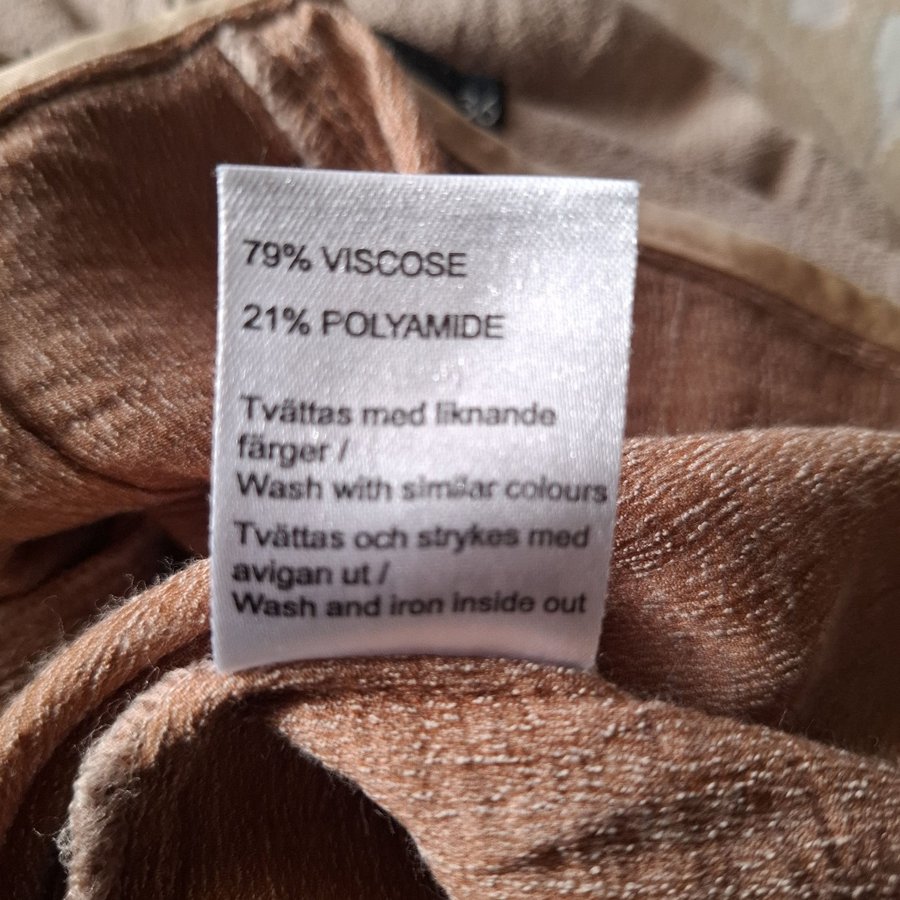 79% VISCOSE
21% POLYAMIDE
Tvättas med liknande
färger /
Wash with similar colours
Tvättas och strykes med
avigan ut /
Wash and iron inside out